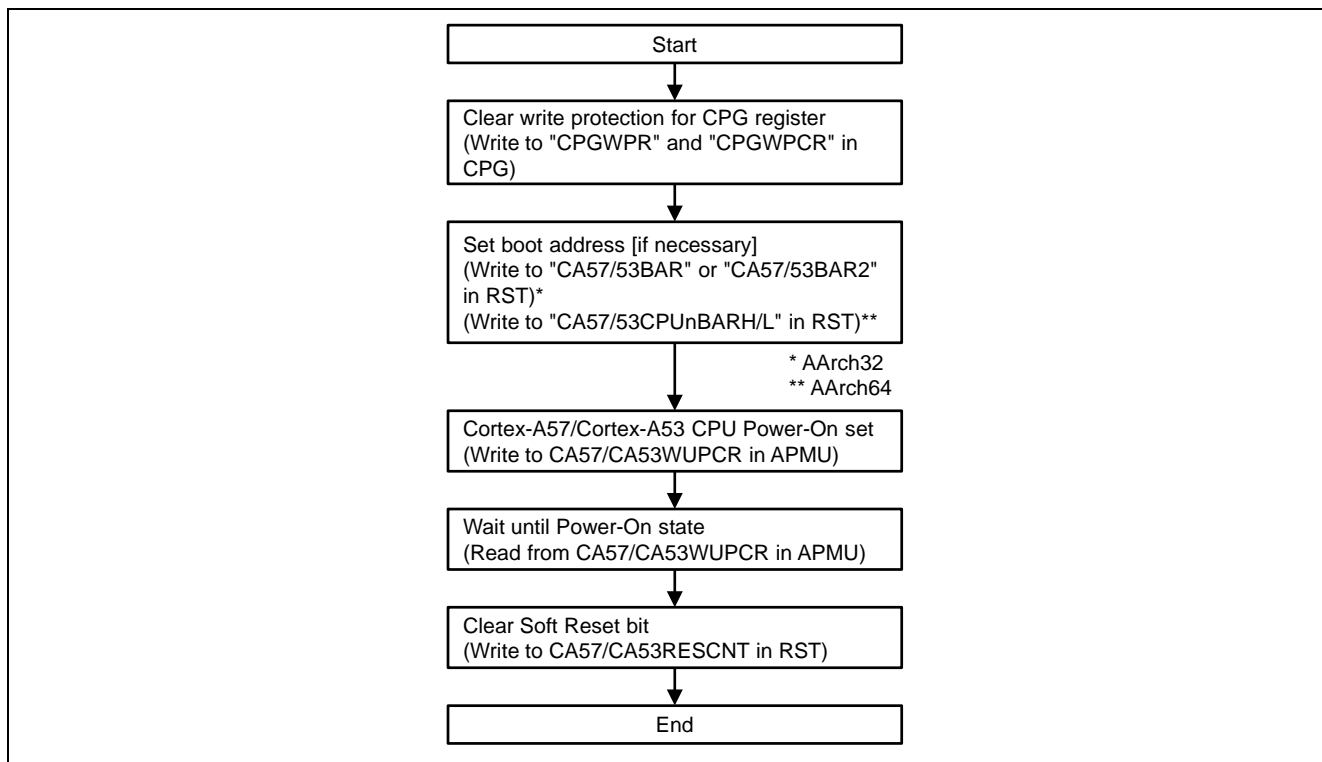 Start
Clear write protection for CPG register
(Write to "CPGWPR" and "CPGWPCR" in
CPG)
Set boot address [if necessary]
(Write to "CA57/53BAR" or "CA57/53BAR2"
in RST)*
(Write to "CA57/53CPUnBARH/L" in RST)**
* AArch32
** AArch64
Cortex-A57/Cortex-A53 CPU Power-On set
(Write to CA57/CA53WUPCR in APMU)
Wait until Power-On state
(Read from CA57/CA53WUPCR in APMU)
Clear Soft Reset bit
(Write to CA57/CA53RESCNT in RST)
End